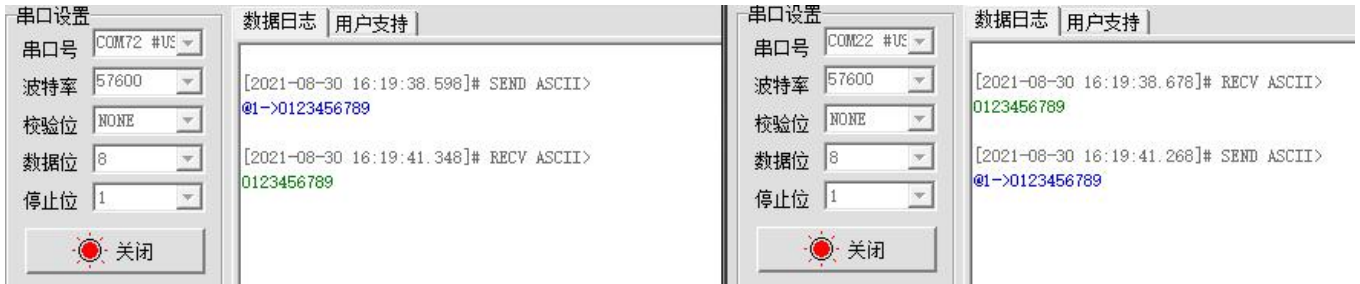 串口设置
串口号 COM72 #US
波特率 57600
校验位 NONE
数据位 8
停止位 1
关闭
数据日志 用户支持
[2021-08-30 16:19:38.598]# SEND ASCII>
@1->0123456789
[2021-08-30 16:19:41.348]# RECV ASCII>
0123456789
串口设置
串口号 COM22 #US
波特率 57600
校验位 NONE
数据位 8
停止位 1
关闭
数据日志 用户支持
[2021-08-30 16:19:38.678]# RECV ASCII>
0123456789
[2021-08-30 16:19:41.268]# SEND ASCII>
@1->0123456789